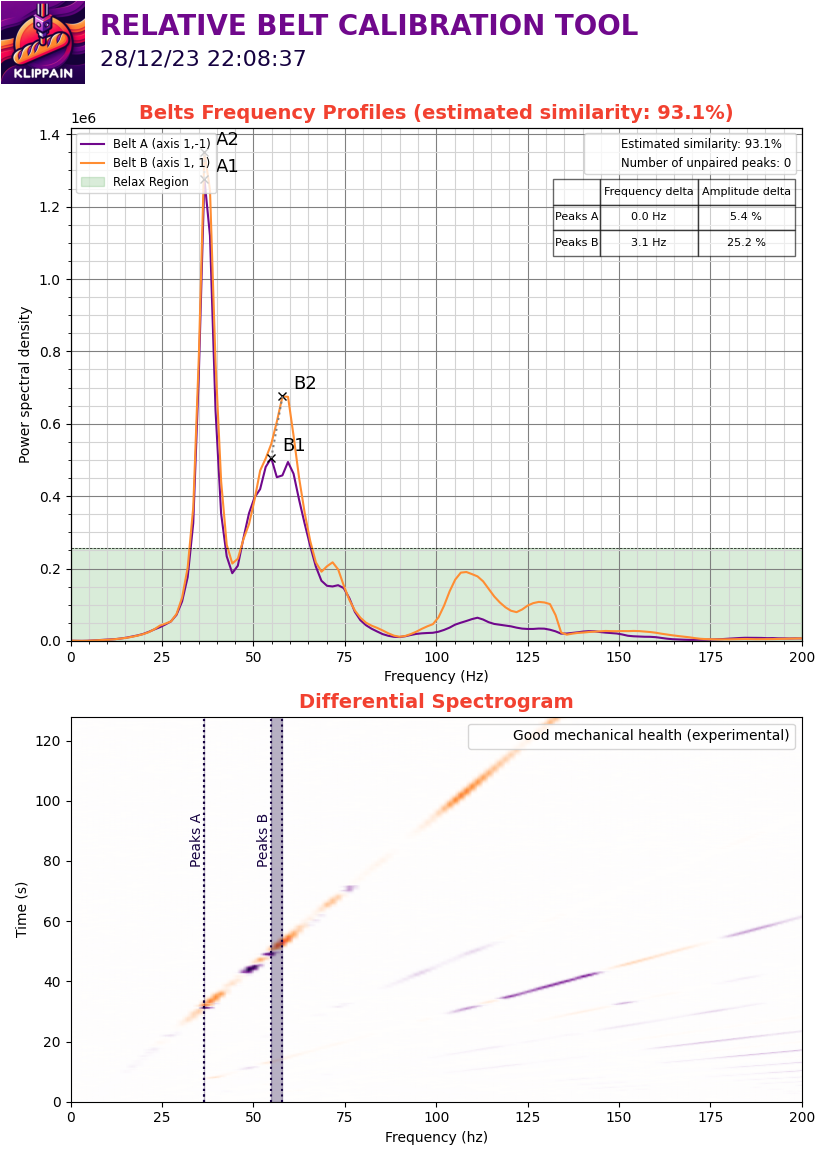 RELATIVE BELT CALIBRATION TOOL
28/12/23 22:08:37
KLIPPAIN
Belts Frequency Profiles (estimated similarity: 93.1%)
1e6
Belt A (axis 1,-1)
Belt B (axis 1, 1)
Relax Region
A2
A1
Estimated similarity: 93.1%
Number of unpaired peaks: 0
Frequency delta Amplitude delta
Peaks A 0.0 Hz 5.4 %
Peaks B 3.1 Hz 25.2 %
B2
B1
1.4
1.2
1.0
0.8
0.6
0.4
0.2
0.0
Power spectral density
0 25 50 75 100 125 150 175 200
Frequency (Hz)
Differential Spectrogram
Good mechanical health (experimental)
Peaks A
Peaks B
120
100
80
60
40
20
0
Time (s)
0 25 50 75 100 125 150 175 200
Frequency (hz)